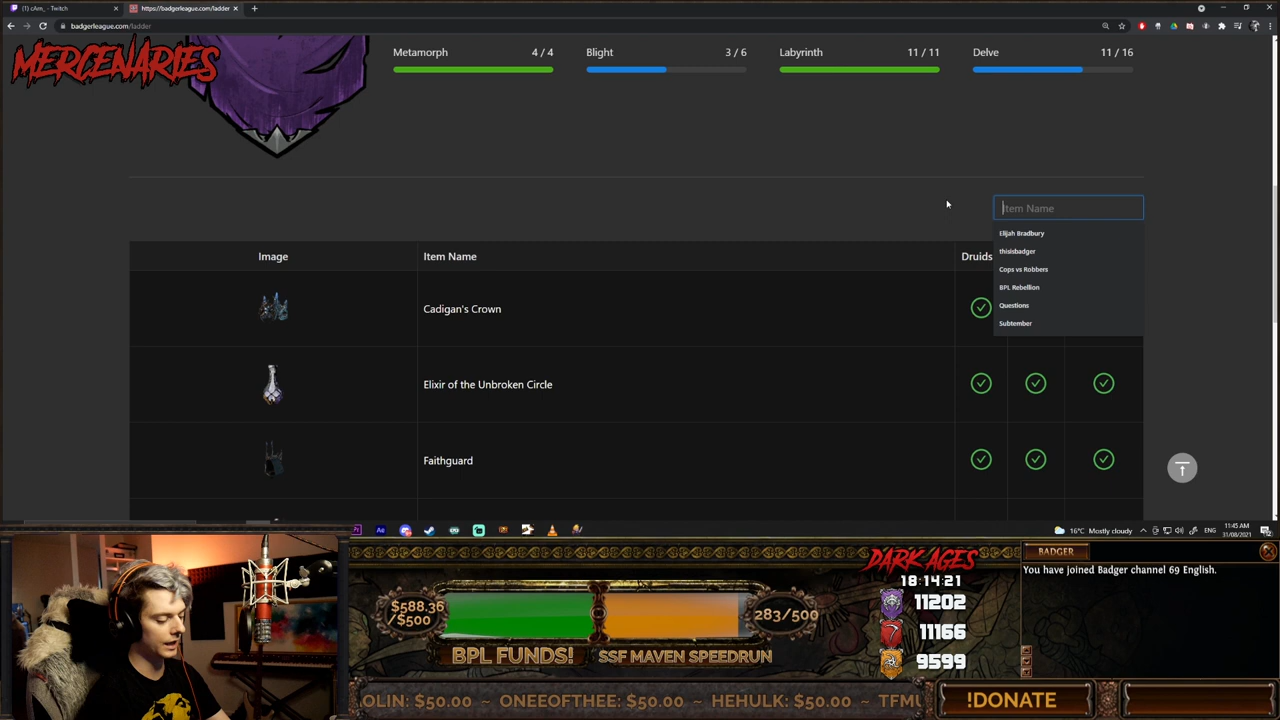 (1) cAm_ - Twitch
https://badgerleague.com/ladder
badgerleague.com/ladder
MERCENARIES
Metamorph 4 / 4
Blight 3 / 6
Labyrinth 11 / 11
Delve 11 / 16
Item Name
Elijah Bradbury
thisisbadger
Cops vs Robbers
BPL Rebellion
Questions
Subtember
Image Item Name Druids
Cadigan's Crown
Elixir of the Unbroken Circle
Faithguard
16°C Mostly cloudy
ENG
11:45 AM
31/08/2021
DARK AGES
18:14:21
11202
11166
9599
$588.36
/$500
283/500
BPL FUNDS!
SSF MAVEN SPEEDRUN
BADGER
You have joined Badger channel 69 English.
OLIN: $50.00 ~ ONEEOFTHEE: $50.00 ~ HEHULK: $50.00 ~ TFMU
!DONATE